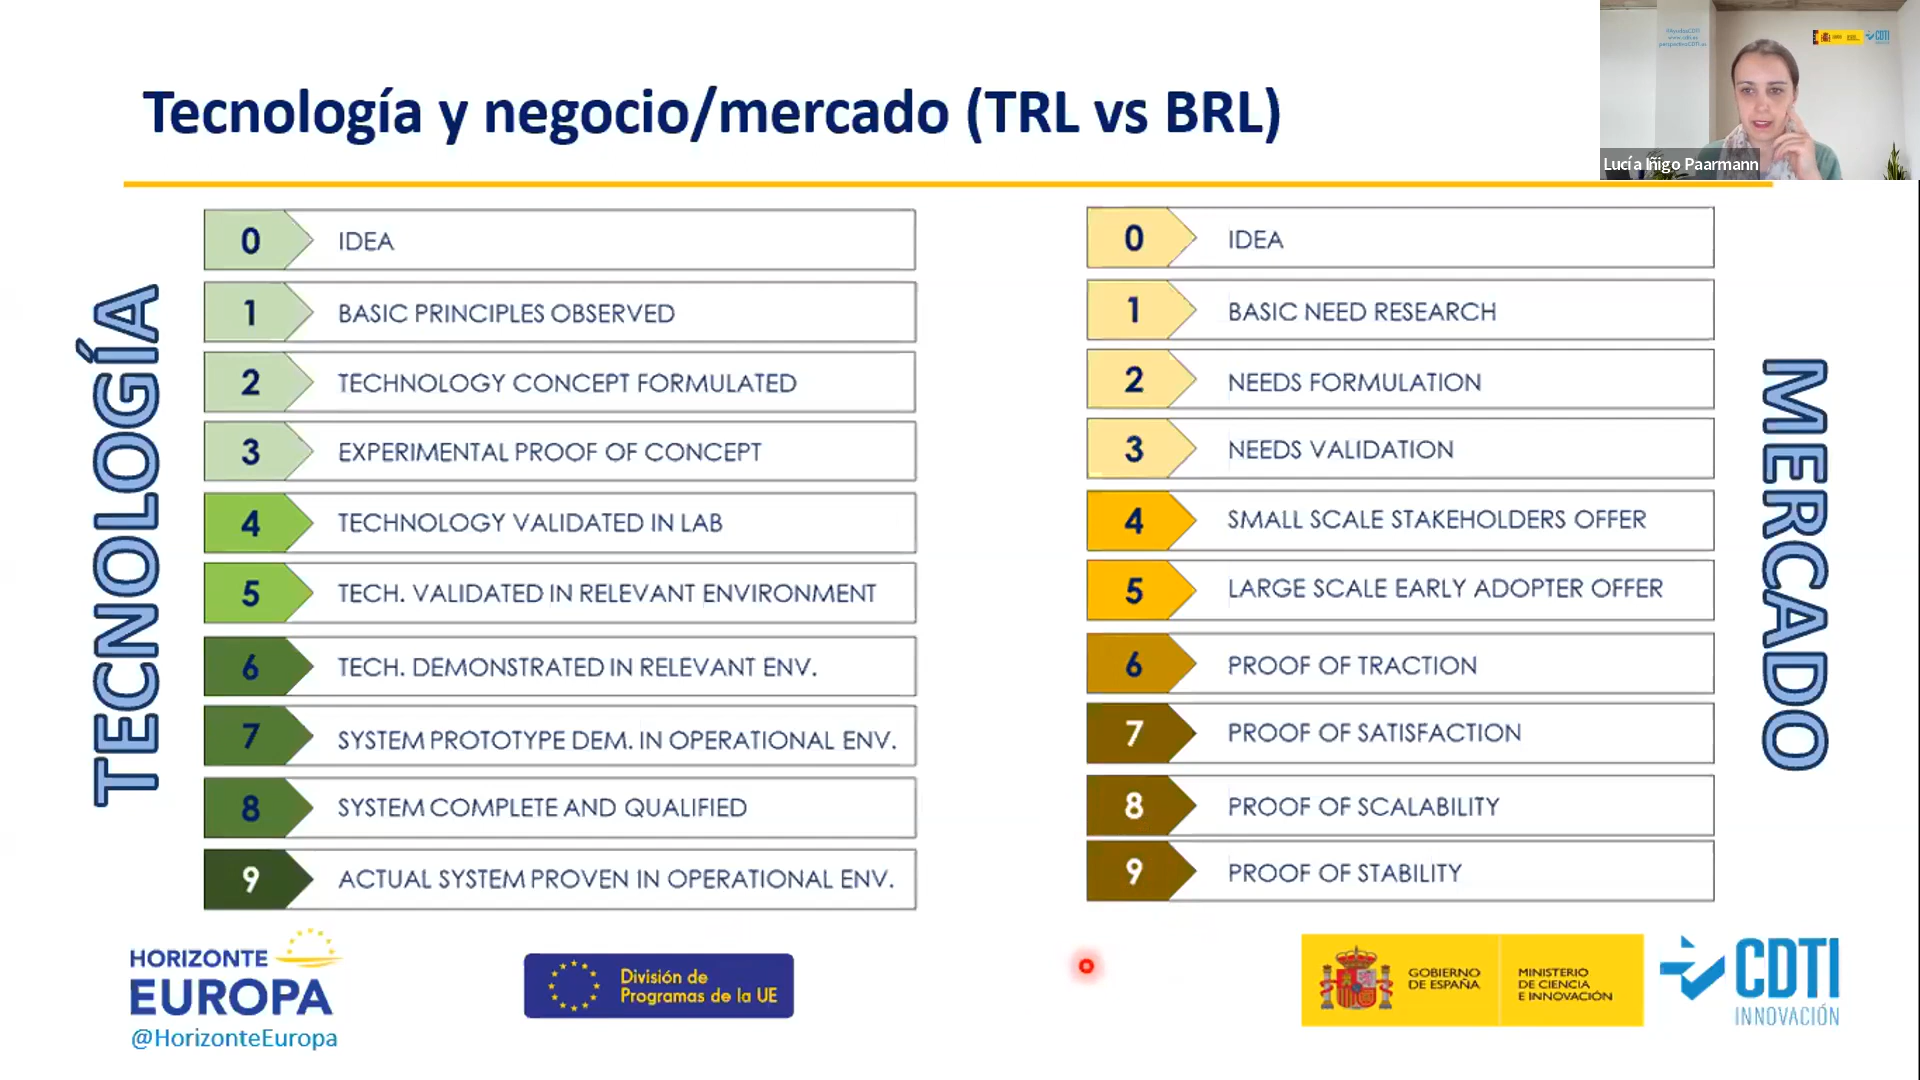 Tecnología y negocio/mercado (TRL vs BRL)
Lucía Iñigo Paarmann
TECNOLOGÍA
0 IDEA
1 BASIC PRINCIPLES OBSERVED
2 TECHNOLOGY CONCEPT FORMULATED
3 EXPERIMENTAL PROOF OF CONCEPT
4 TECHNOLOGY VALIDATED IN LAB
5 TECH. VALIDATED IN RELEVANT ENVIRONMENT
6 TECH. DEMONSTRATED IN RELEVANT ENV.
7 SYSTEM PROTOTYPE DEM. IN OPERATIONAL ENV.
8 SYSTEM COMPLETE AND QUALIFIED
9 ACTUAL SYSTEM PROVEN IN OPERATIONAL ENV.
0 IDEA
1 BASIC NEED RESEARCH
2 NEEDS FORMULATION
3 NEEDS VALIDATION
4 SMALL SCALE STAKEHOLDERS OFFER
5 LARGE SCALE EARLY ADOPTER OFFER
6 PROOF OF TRACTION
7 PROOF OF SATISFACTION
8 PROOF OF SCALABILITY
9 PROOF OF STABILITY
MERCADO
HORIZONTE
EUROPA
@HorizonteEuropa
División de
Programas de la UE
GOBIERNO
DE ESPAÑA
MINISTERIO
DE CIENCIA
E INNOVACIÓN
CDTI
INNOVACIÓN